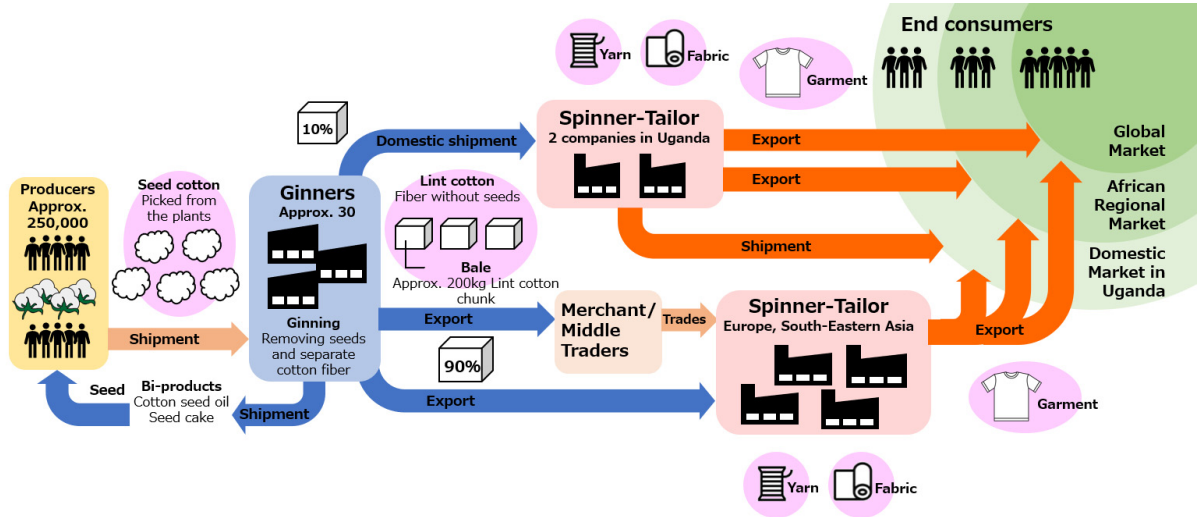 Producers
Approx.
250,000
Seed cotton
Picked from
the plants
Shipment
Seed
Bi-products
Cotton seed oil
Seed cake
Shipment
Ginners
Approx. 30
Ginning
Removing seeds
and separate
cotton fiber
10%
Domestic shipment
Lint cotton
Fiber without seeds
Bale
Approx. 200kg Lint cotton
chunk
Export
90%
Export
Merchant/
Middle
Traders
Trades
Yarn
Fabric
Garment
Spinner-Tailor
2 companies in Uganda
Export
Export
Shipment
Spinner-Tailor
Europe, South-Eastern Asia
Export
Yarn
Fabric
Garment
End consumers
Global
Market
African
Regional
Market
Domestic
Market in
Uganda